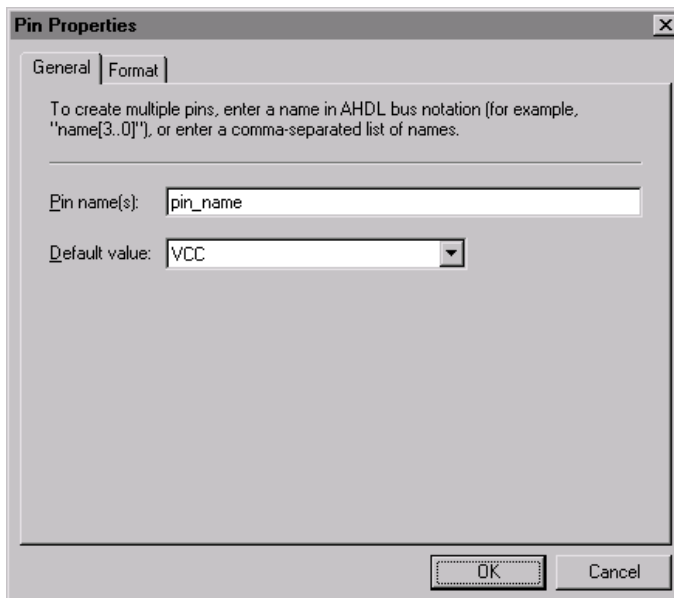 Pin Properties
General Format
To create multiple pins, enter a name in AHDL bus notation (for example,
"name[3..0]"), or enter a comma-separated list of names.
Pin name(s): pin_name
Default value: VCC
OK Cancel